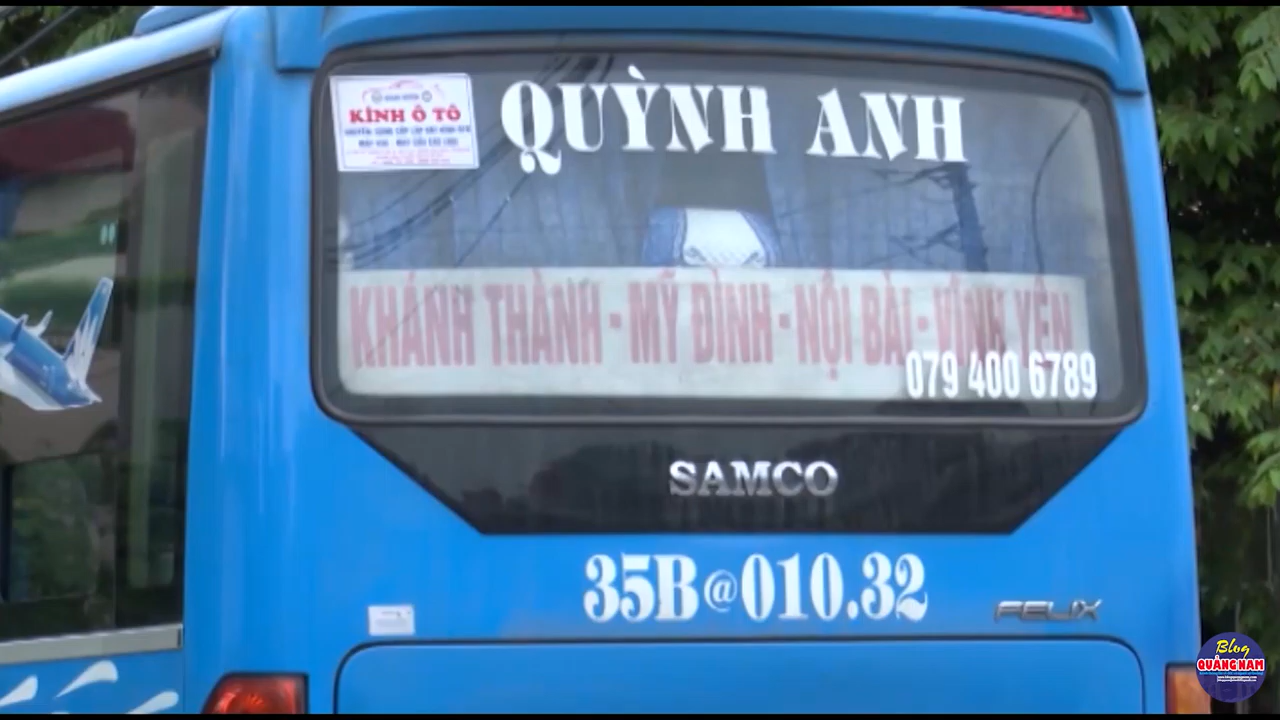 KÍNH Ô TÔ
QUỲNH ANH
KHÁNH THÀNH - MỸ ĐÌNH - NỘI BÀI - VĨNH YÊN
079 400 6789
SAMCO
35B@010.32
FELIX
Blog
QUẢNG NAM